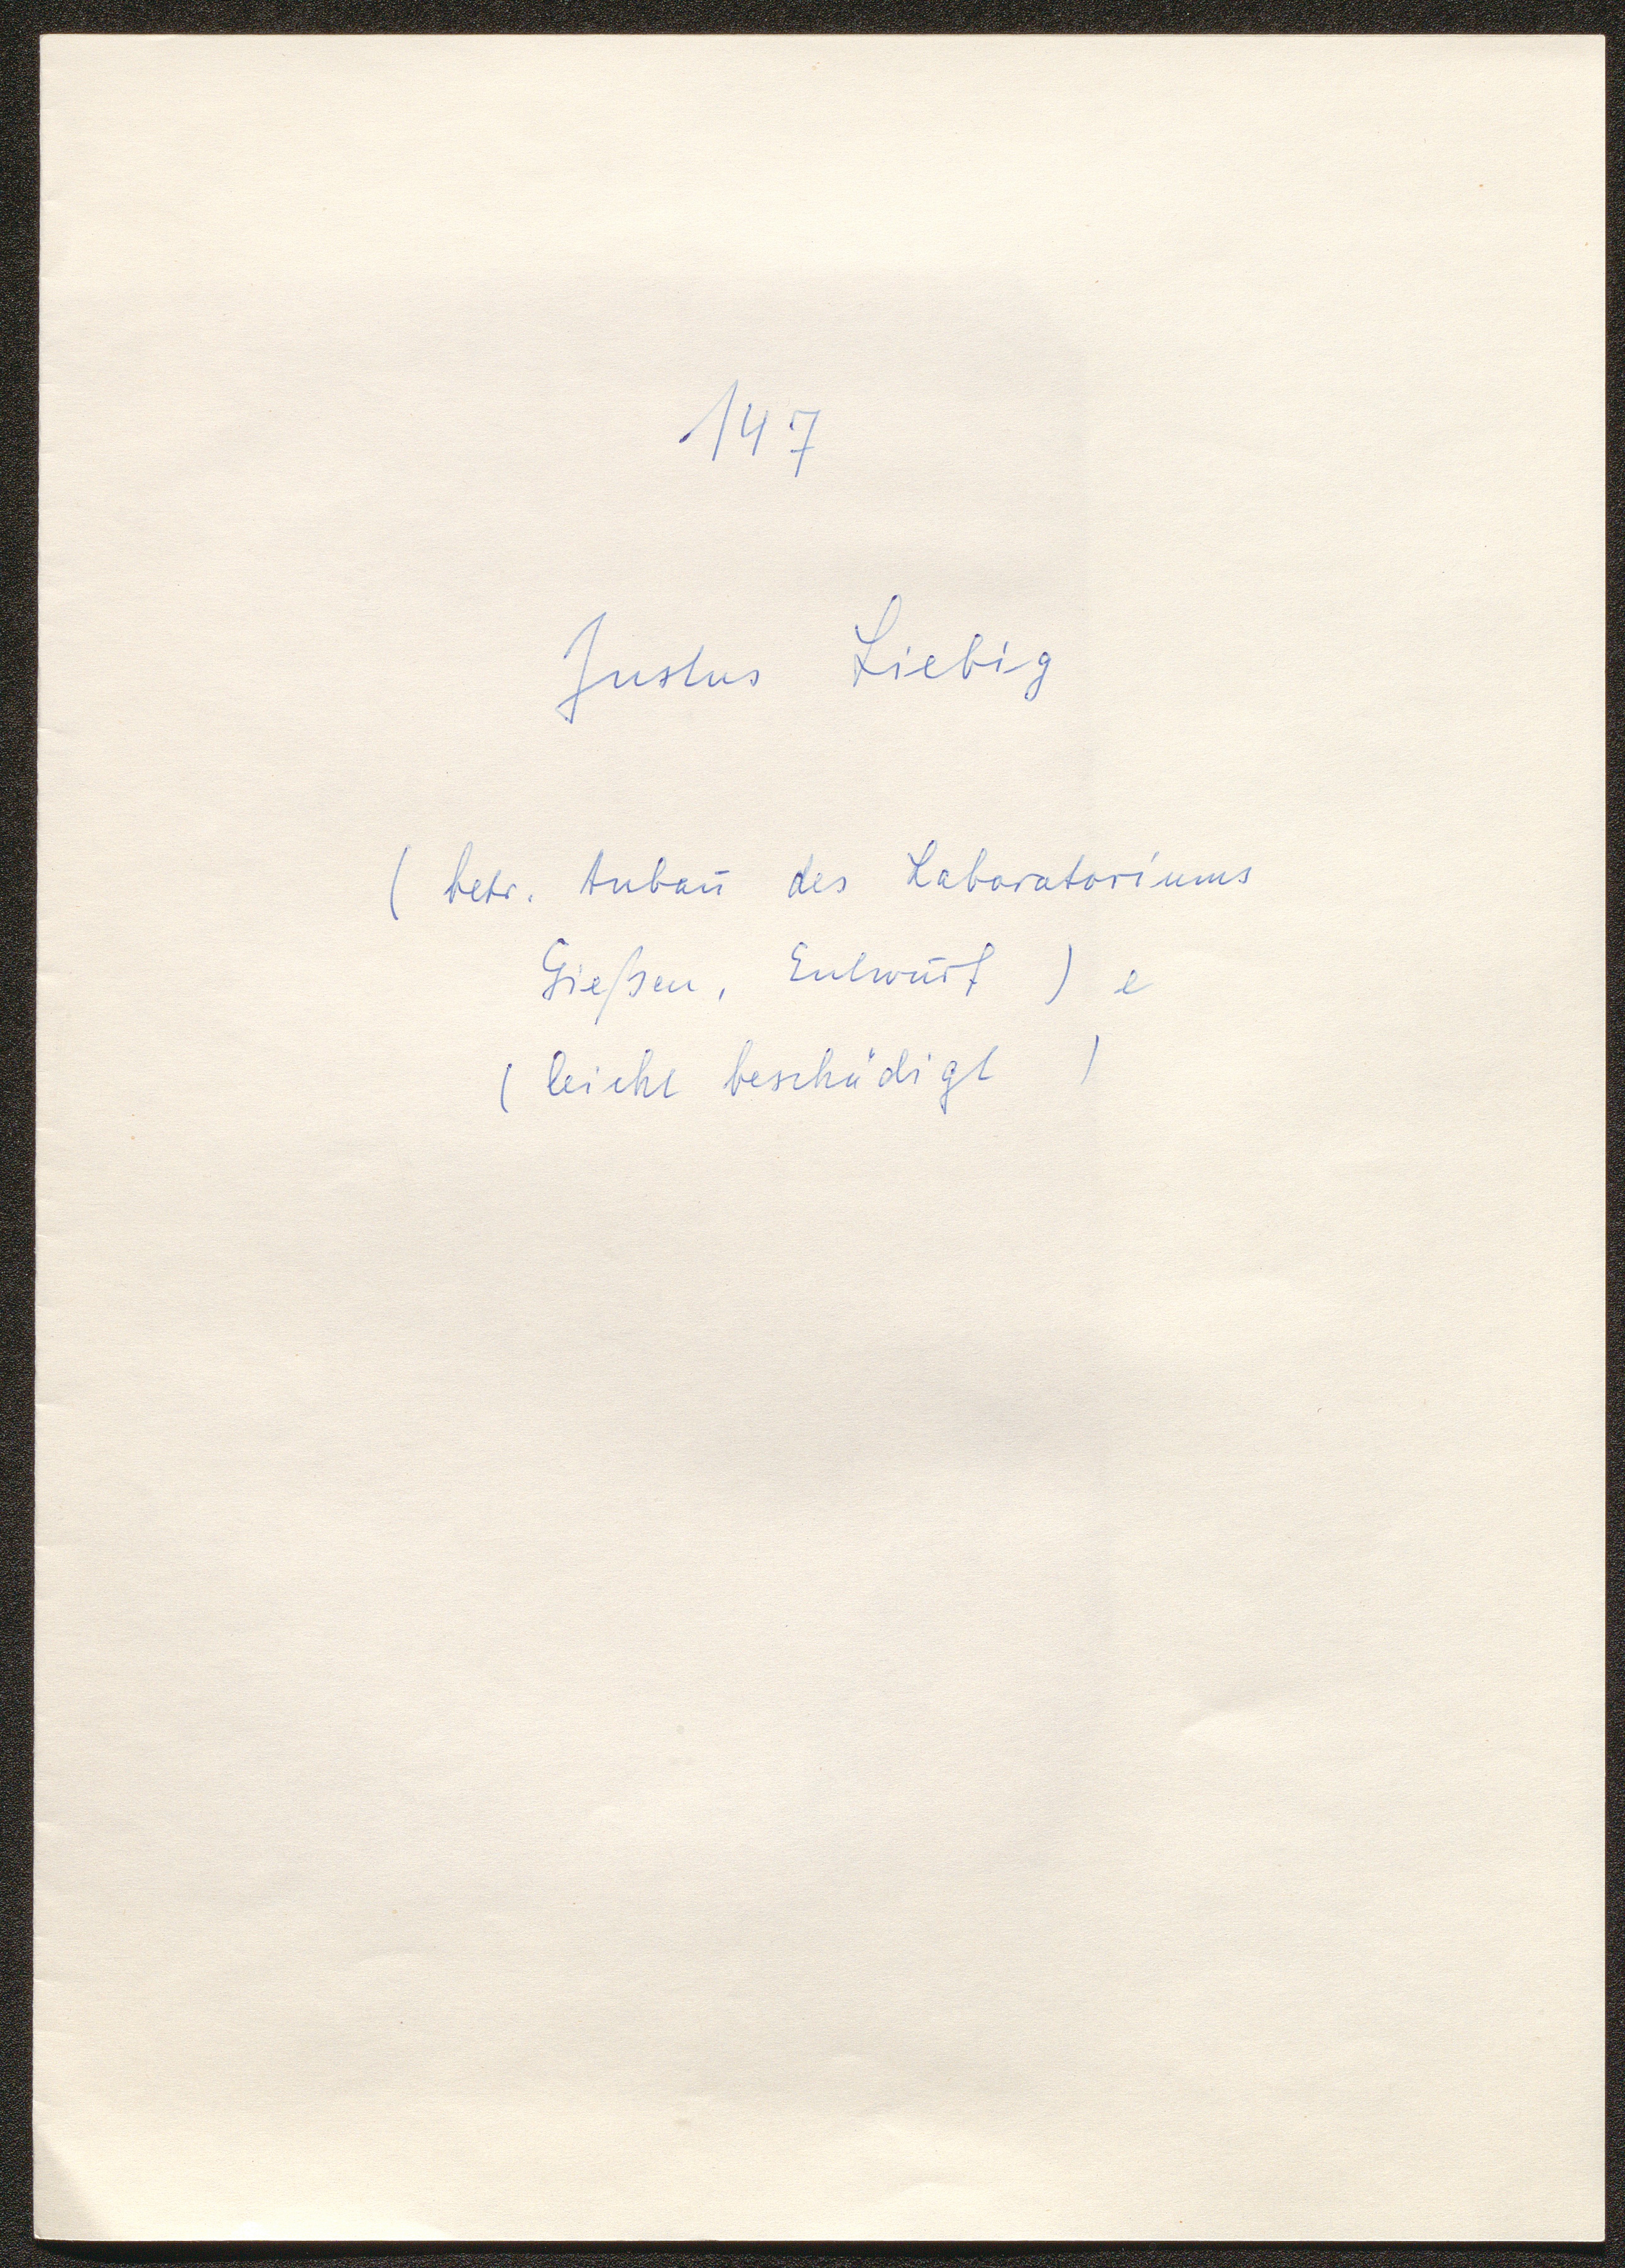 147
Justus Liebig
( betr. Anbau des Laboratoriums
Gießen, Entwurf ) e
( leicht beschädigt )